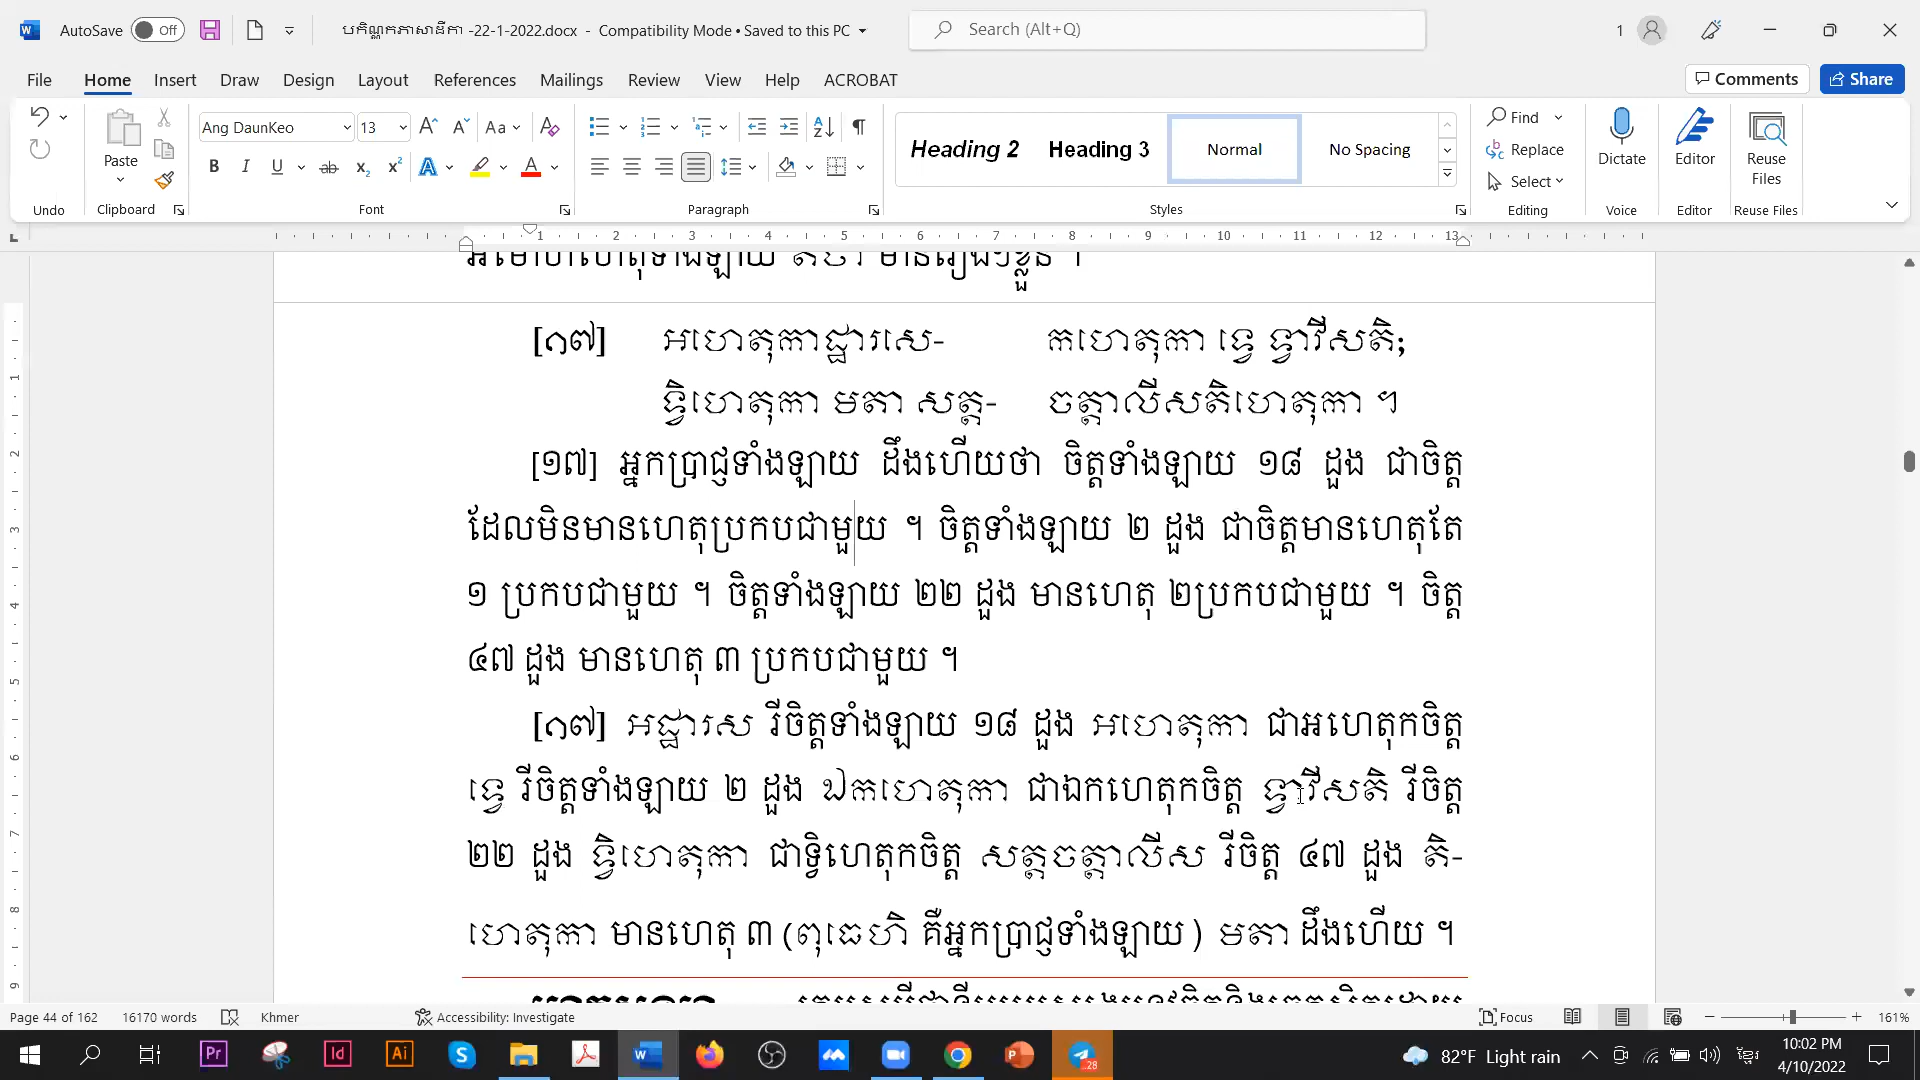 AutoSave Off បកិណ្ណកភាសាដីកា -22-1-2022.docx - Compatibility Mode • Saved to this PC Search (Alt+Q) 1
File Home Insert Draw Design Layout References Mailings Review View Help ACROBAT Comments Share
Ang DaunKeo 13 Heading 2 Heading 3 Normal No Spacing Find Replace Select
Paste Dictate Editor Reuse Files
Undo Clipboard Font Paragraph Styles Editing Voice Editor Reuse Files
1 2 3 4 5 6 7 8 9 10 11 12 13
[១៧] អហេតុកាដ្ឋារសេ- កហេតុកា ទ្វេ ទ្វាវីសតិ;
ទ្វិហេតុកា មតា សត្ត- ចត្តាលីសតិហេតុកា ។
[១៧] អ្នកប្រាជ្ញទាំងឡាយ ដឹងហើយថា ចិត្តទាំងឡាយ ១៨ ដួង ជាចិត្ត
ដែលមិនមានហេតុប្រកបជាមួយ ។ ចិត្តទាំងឡាយ ២ ដួង ជាចិត្តមានហេតុតែ
១ ប្រកបជាមួយ ។ ចិត្តទាំងឡាយ ២២ ដួង មានហេតុ ២ប្រកបជាមួយ ។ ចិត្ត
៤៧ ដួង មានហេតុ ៣ ប្រកបជាមួយ ។
[១៧] អដ្ឋារស រីចិត្តទាំងឡាយ ១៨ ដួង អហេតុកា ជាអហេតុកចិត្ត
ទ្វេ រីចិត្តទាំងឡាយ ២ ដួង ឯកហេតុកា ជាឯកហេតុកចិត្ត ទ្វាវីសតិ រីចិត្ត
២២ ដួង ទ្វិហេតុកា ជាទ្វិហេតុកចិត្ត សត្តចត្តាលីស រីចិត្ត ៤៧ ដួង តិ-
ហេតុកា មានហេតុ ៣ (ពុធេហិ គឺអ្នកប្រាជ្ញទាំងឡាយ) មតា ដឹងហើយ ។
Page 44 of 162 16170 words Khmer Accessibility: Investigate Focus 161%
82°F Light rain 10:02 PM
4/10/2022